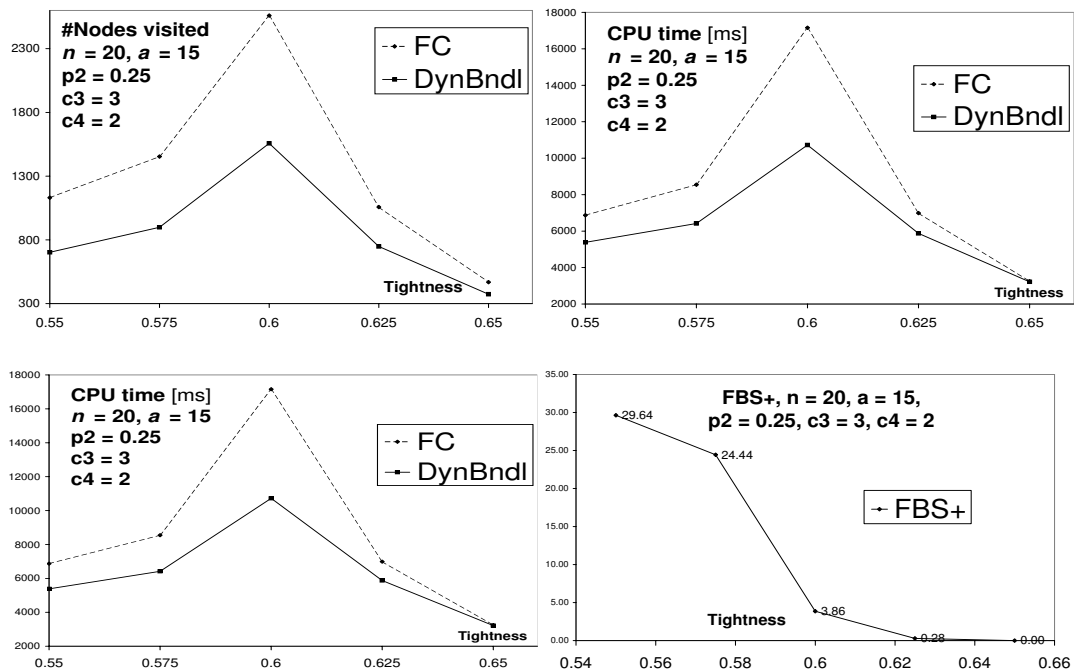 #Nodes visited
n = 20, a = 15
p2 = 0.25
c3 = 3
c4 = 2
FC
DynBndl
2300
1800
1300
800
300
Tightness
0.55
0.575
0.6
0.625
0.65
CPU time [ms]
n = 20, a = 15
p2 = 0.25
c3 = 3
c4 = 2
FC
DynBndl
18000
16000
14000
12000
10000
8000
6000
4000
2000
Tightness
0.55
0.575
0.6
0.625
0.65
CPU time [ms]
n = 20, a = 15
p2 = 0.25
c3 = 3
c4 = 2
FC
DynBndl
18000
16000
14000
12000
10000
8000
6000
4000
2000
Tightness
0.55
0.575
0.6
0.625
0.65
FBS+, n = 20, a = 15,
p2 = 0.25, c3 = 3, c4 = 2
FBS+
35.00
30.00
25.00
20.00
15.00
10.00
5.00
0.00
29.64
24.44
3.86
0.28
0.00
Tightness
0.54
0.56
0.58
0.6
0.62
0.64
0.66